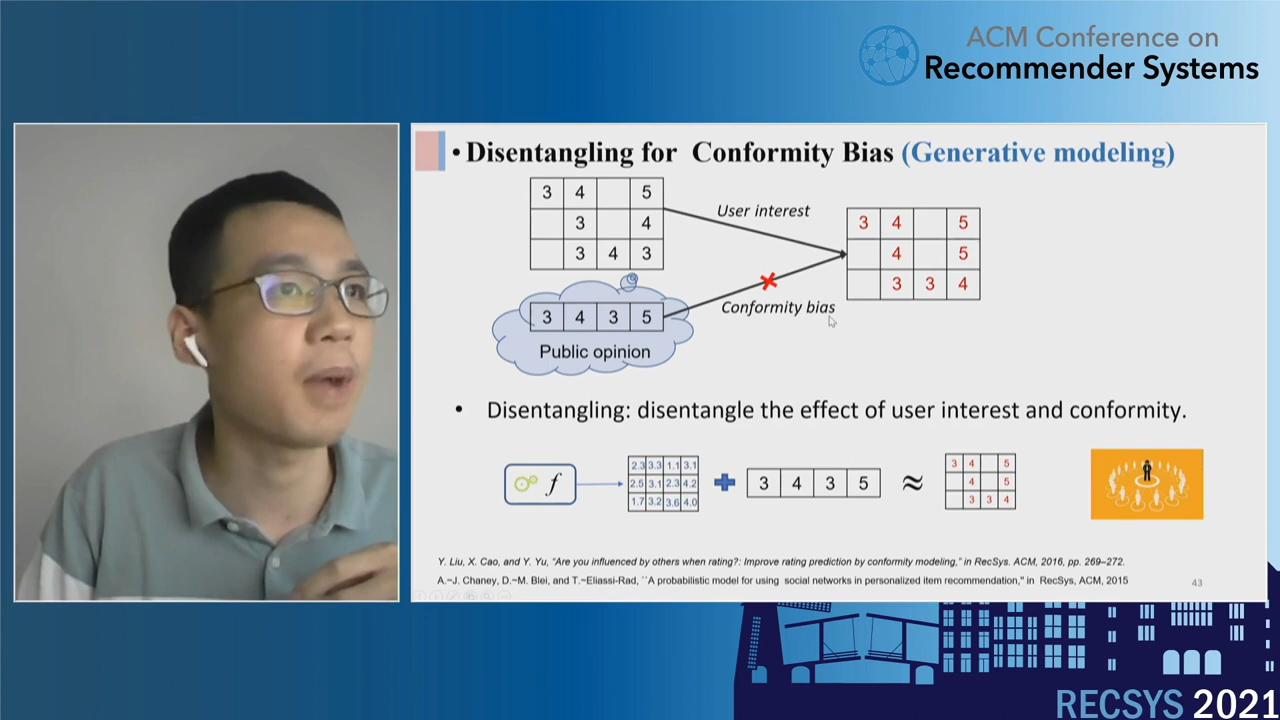 ACM Conference on
Recommender Systems
• Disentangling for Conformity Bias (Generative modeling)
3 4 5
3 4
3 4 3
User interest
3 4 5
4 5
3 3 4
Conformity bias
3 4 3 5
Public opinion
• Disentangling: disentangle the effect of user interest and conformity.
f
2.3 3.3 1.1 3.1
2.5 3.1 2.3 4.2
1.7 3.2 3.6 4.0
+
3 4 3 5
≈
3 4 5
4 5
3 3 4
Y. Liu, X. Cao, and Y. Yu, "Are you influenced by others when rating?: Improve rating prediction by conformity modeling," in RecSys. ACM, 2016, pp. 269–272.
A.~J. Chaney, D.~M. Blei, and T.~Eliassi-Rad, ``A probabilistic model for using social networks in personalized item recommendation,'' in RecSys, ACM, 2015
43
RECSYS 2021